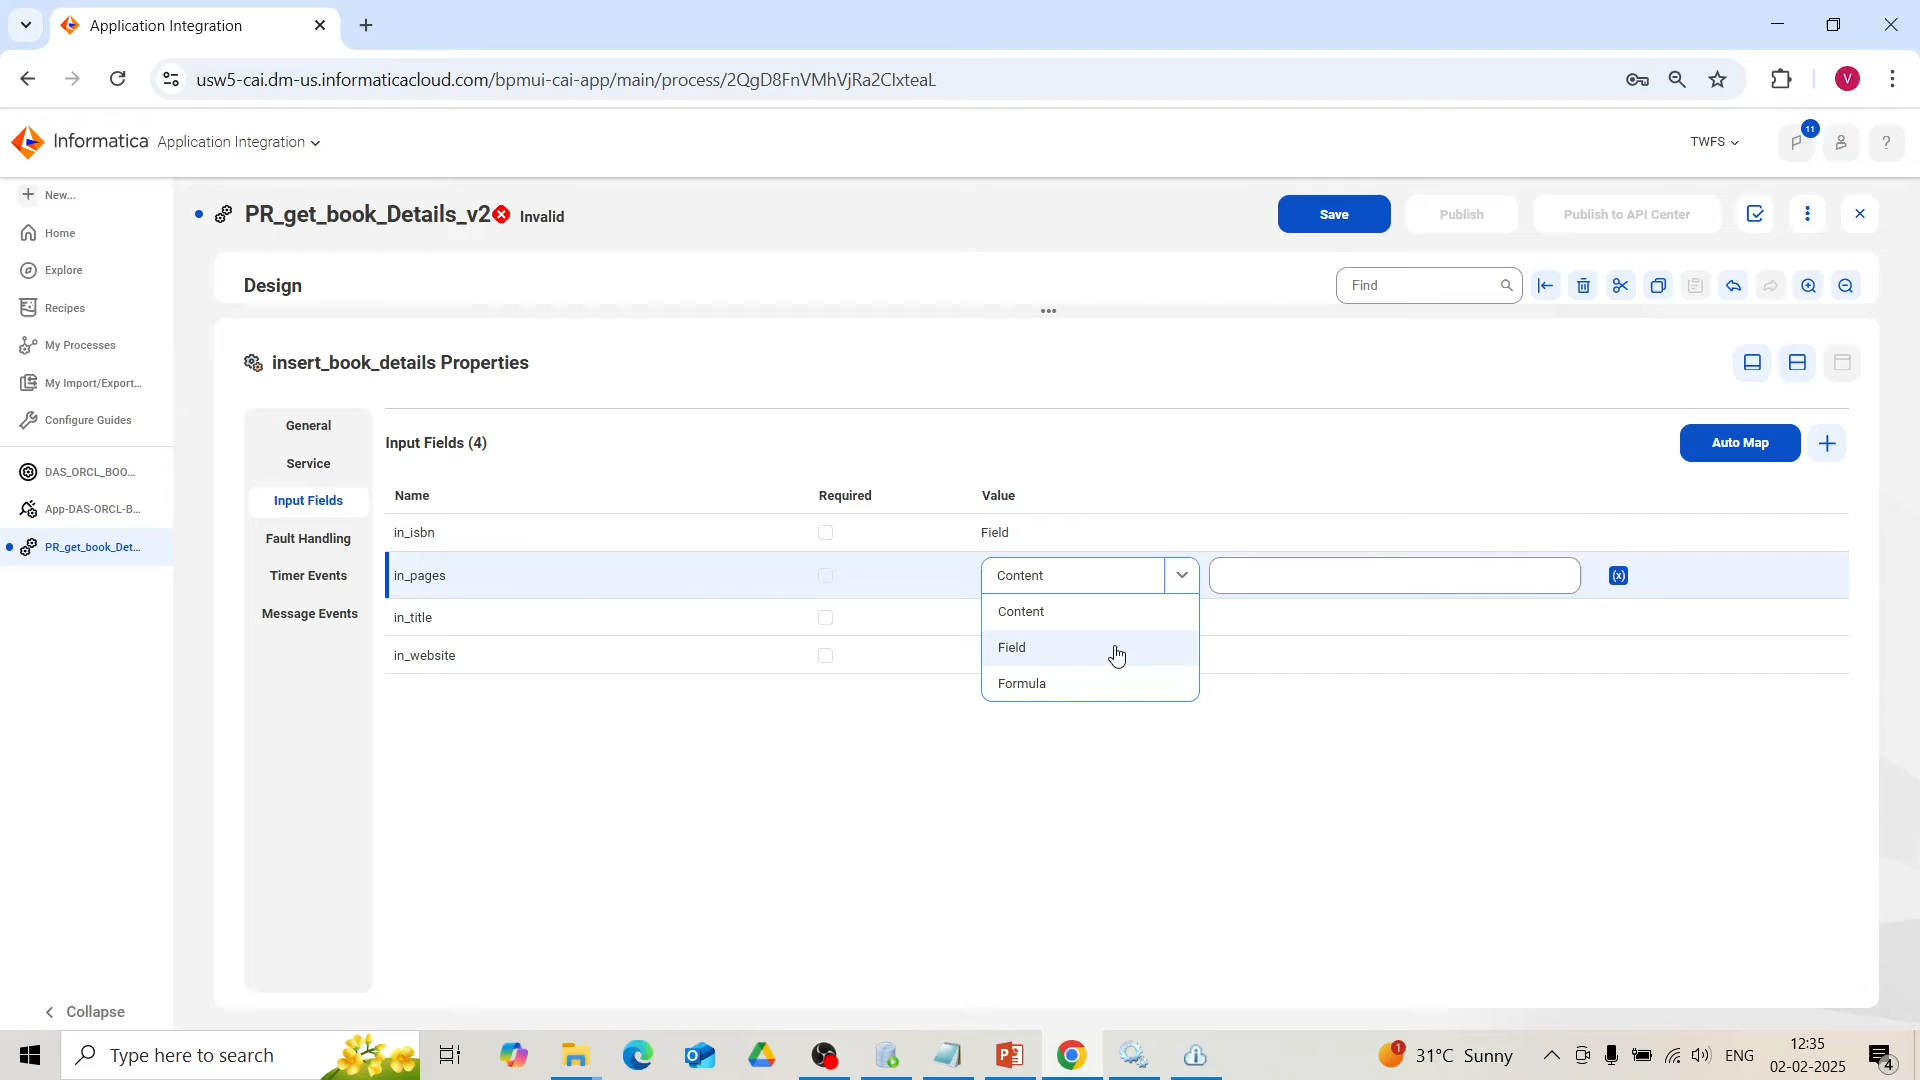 Application Integration
usw5-cai.dm-us.informaticacloud.com/bpmui-cai-app/main/process/2QgD8FnVMhVjRa2CIxteaL
V
Informatica Application Integration
TWFS
11
?
New...
Home
Explore
Recipes
My Processes
My Import/Export...
Configure Guides
DAS_ORCL_BOO...
App-DAS-ORCL-B...
PR_get_book_Det...
Collapse
PR_get_book_Details_v2 Invalid
Save
Publish
Publish to API Center
Design
Find
insert_book_details Properties
General
Service
Input Fields
Fault Handling
Timer Events
Message Events
Input Fields (4)
Auto Map
Name Required Value
in_isbn Field
in_pages Content
(x)
in_title
in_website
Content
Field
Formula
Type here to search
1
31°C Sunny
ENG
12:35
02-02-2025
4